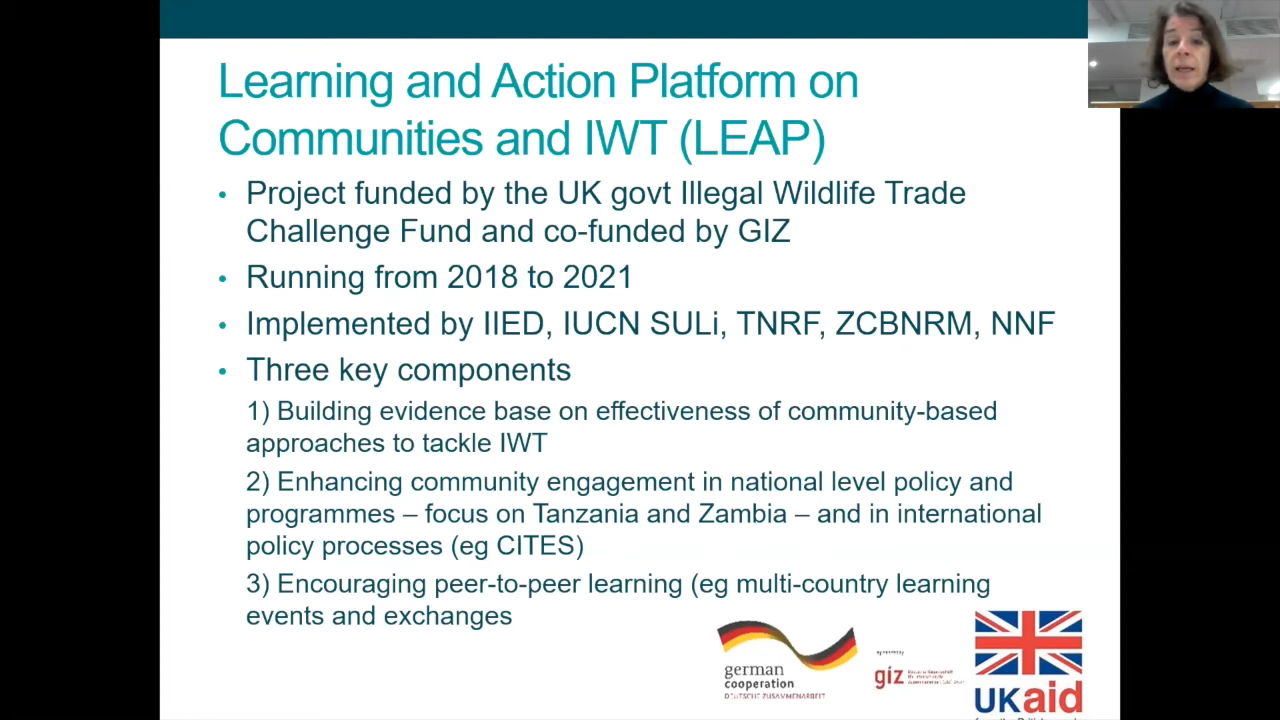 Learning and Action Platform on
Communities and IWT (LEAP)
• Project funded by the UK govt Illegal Wildlife Trade
Challenge Fund and co-funded by GIZ
• Running from 2018 to 2021
• Implemented by IIED, IUCN SULi, TNRF, ZCBNRM, NNF
• Three key components
1) Building evidence base on effectiveness of community-based
approaches to tackle IWT
2) Enhancing community engagement in national level policy and
programmes – focus on Tanzania and Zambia – and in international
policy processes (eg CITES)
3) Encouraging peer-to-peer learning (eg multi-country learning
events and exchanges
german
cooperation
DEUTSCHE ZUSAMMENARBEIT
giz
UKaid